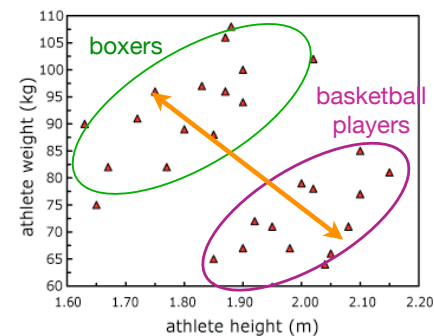 110
105
100
95
90
85
80
75
70
65
60
athlete weight (kg)
boxers
basketball
players
1.60 1.70 1.80 1.90 2.00 2.10 2.20
athlete height (m)